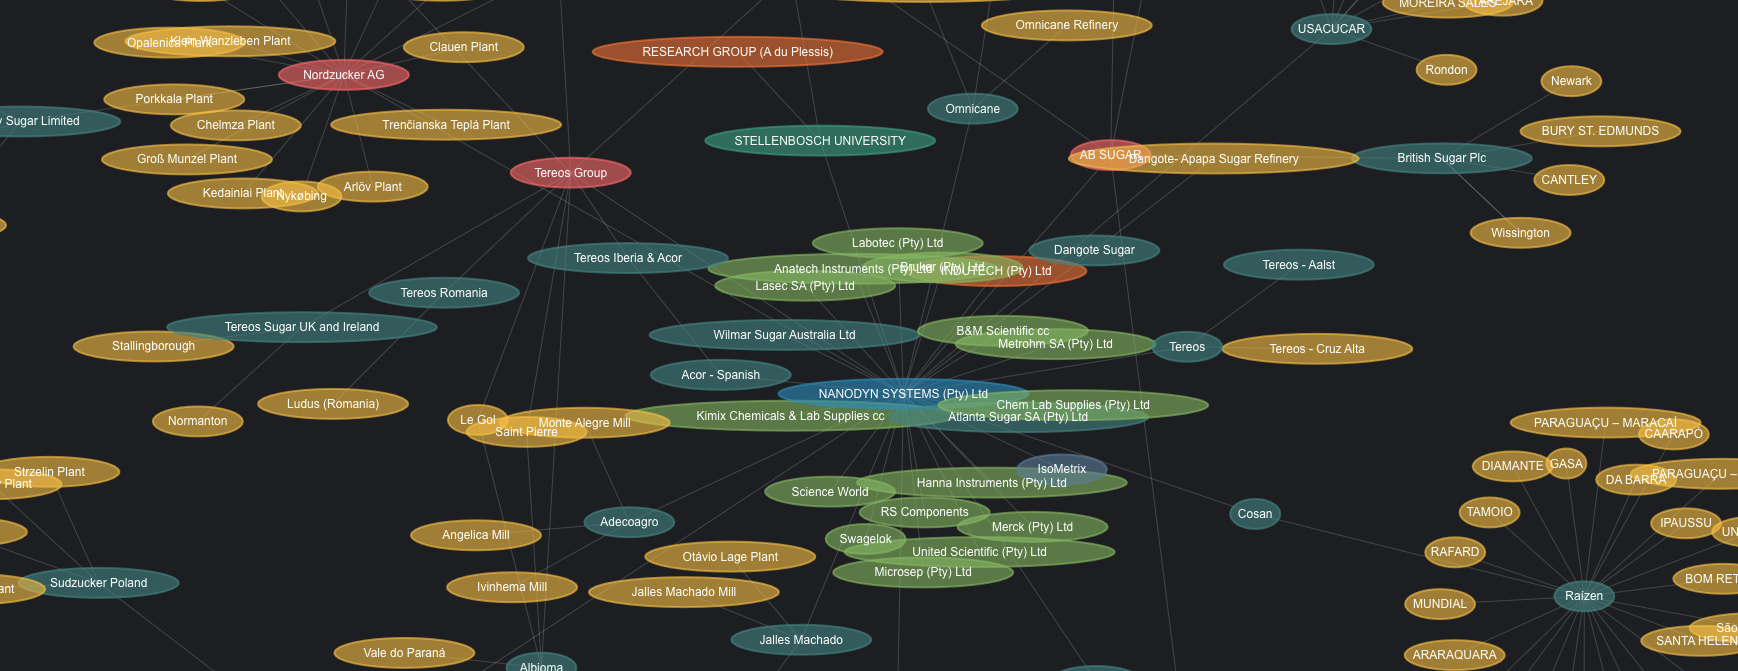 MOREIRA SALES
Omnicane Refinery
USACUCAR
Klein Wanzleben Plant
Clauen Plant
RESEARCH GROUP (A du Plessis)
Nordzucker AG
Rondon
Newark
Porkkala Plant
Omnicane
Sugar Limited
Chelmza Plant
Trenčianska Teplá Plant
BURY ST. EDMUNDS
STELLENBOSCH UNIVERSITY
AB SUGAR
Dangote- Apapa Sugar Refinery
British Sugar Plc
Groß Munzel Plant
Tereos Group
CANTLEY
Kedainiai Plant
Nykøbing
Arlöv Plant
Wissington
Labotec (Pty) Ltd
Dangote Sugar
Tereos Iberia & Acor
Anatech Instruments (Pty) Ltd
Bruker (Pty) Ltd
INDUTECH (Pty) Ltd
Tereos - Aalst
Lasec SA (Pty) Ltd
Tereos Romania
Tereos Sugar UK and Ireland
Wilmar Sugar Australia Ltd
B&M Scientific cc
Metrohm SA (Pty) Ltd
Stallingborough
Tereos
Tereos - Cruz Alta
Acor - Spanish
NANODYN SYSTEMS (Pty) Ltd
Ludus (Romania)
Chem Lab Supplies (Pty) Ltd
Normanton
Le Gol
Monte Alegre Mill
Kimix Chemicals & Lab Supplies cc
Atlanta Sugar SA (Pty) Ltd
PARAGUAÇU – MARACAÍ
Saint Pierre
CAARAPÓ
Strzelin Plant
IsoMetrix
DIAMANTE
GASA
Plant
Science World
Hanna Instruments (Pty) Ltd
DA BARRA
PARAGUAÇU –
RS Components
TAMOIO
Adecoagro
Cosan
Merck (Pty) Ltd
IPAUSSU
UN
Angelica Mill
Swagelok
RAFARD
Otávio Lage Plant
United Scientific (Pty) Ltd
Microsep (Pty) Ltd
Sudzucker Poland
Ivinhema Mill
Jalles Machado Mill
BOM RET
Raízen
MUNDIAL
São
Jalles Machado
SANTA HELEN
Vale do Paraná
ARARAQUARA
Albioma